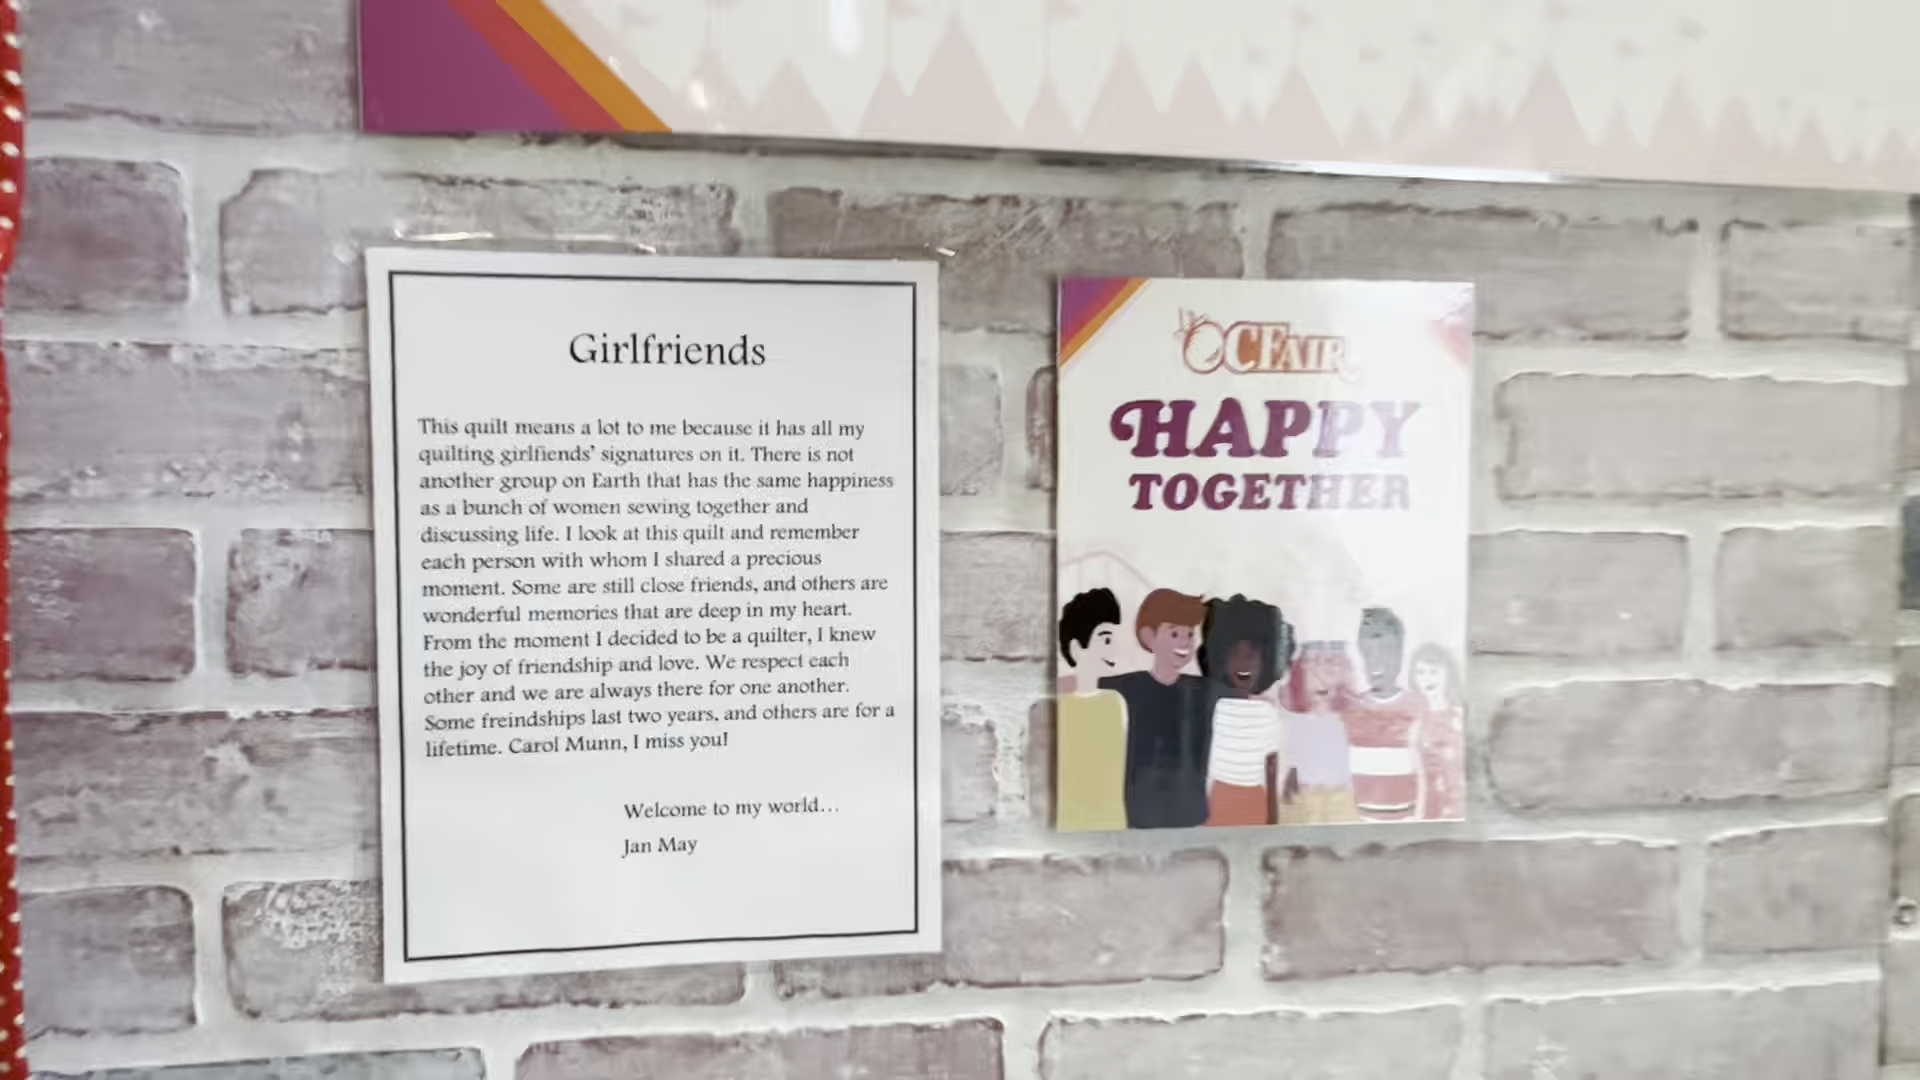 Girlfriends
This quilt means a lot to me because it has all my
quilting girlfiends' signatures on it. There is not
another group on Earth that has the same happiness
as a bunch of women sewing together and
discussing life. I look at this quilt and remember
each person with whom I shared a precious
moment. Some are still close friends, and others are
wonderful memories that are deep in my heart.
From the moment I decided to be a quilter, I knew
the joy of friendship and love. We respect each
other and we are always there for one another.
Some freindships last two years, and others are for a
lifetime. Carol Munn, I miss you!
Welcome to my world...
Jan May
OC FAIR
HAPPY
TOGETHER